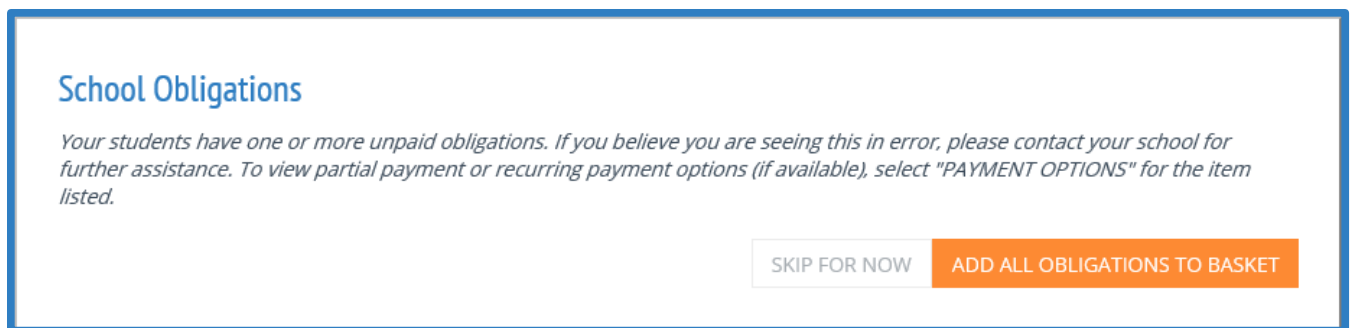 School Obligations
Your students have one or more unpaid obligations. If you believe you are seeing this in error, please contact your school for
further assistance. To view partial payment or recurring payment options (if available), select "PAYMENT OPTIONS" for the item
listed.
SKIP FOR NOW ADD ALL OBLIGATIONS TO BASKET